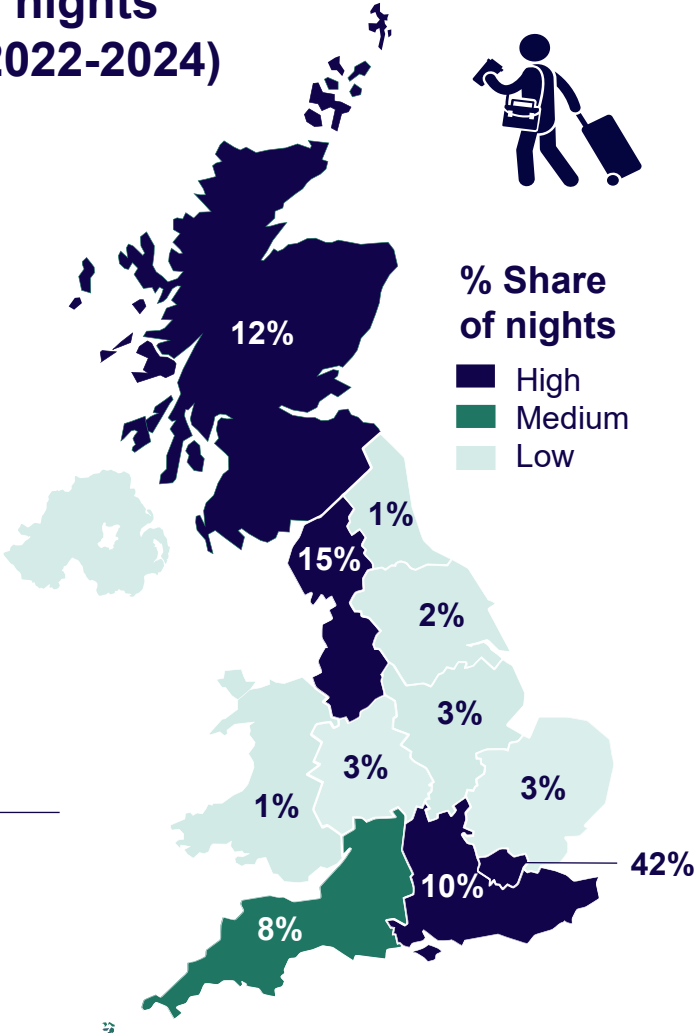 nights
2022-2024)
% Share
of nights
High
Medium
Low
12%
1%
15%
2%
3%
3%
3%
1%
42%
10%
8%